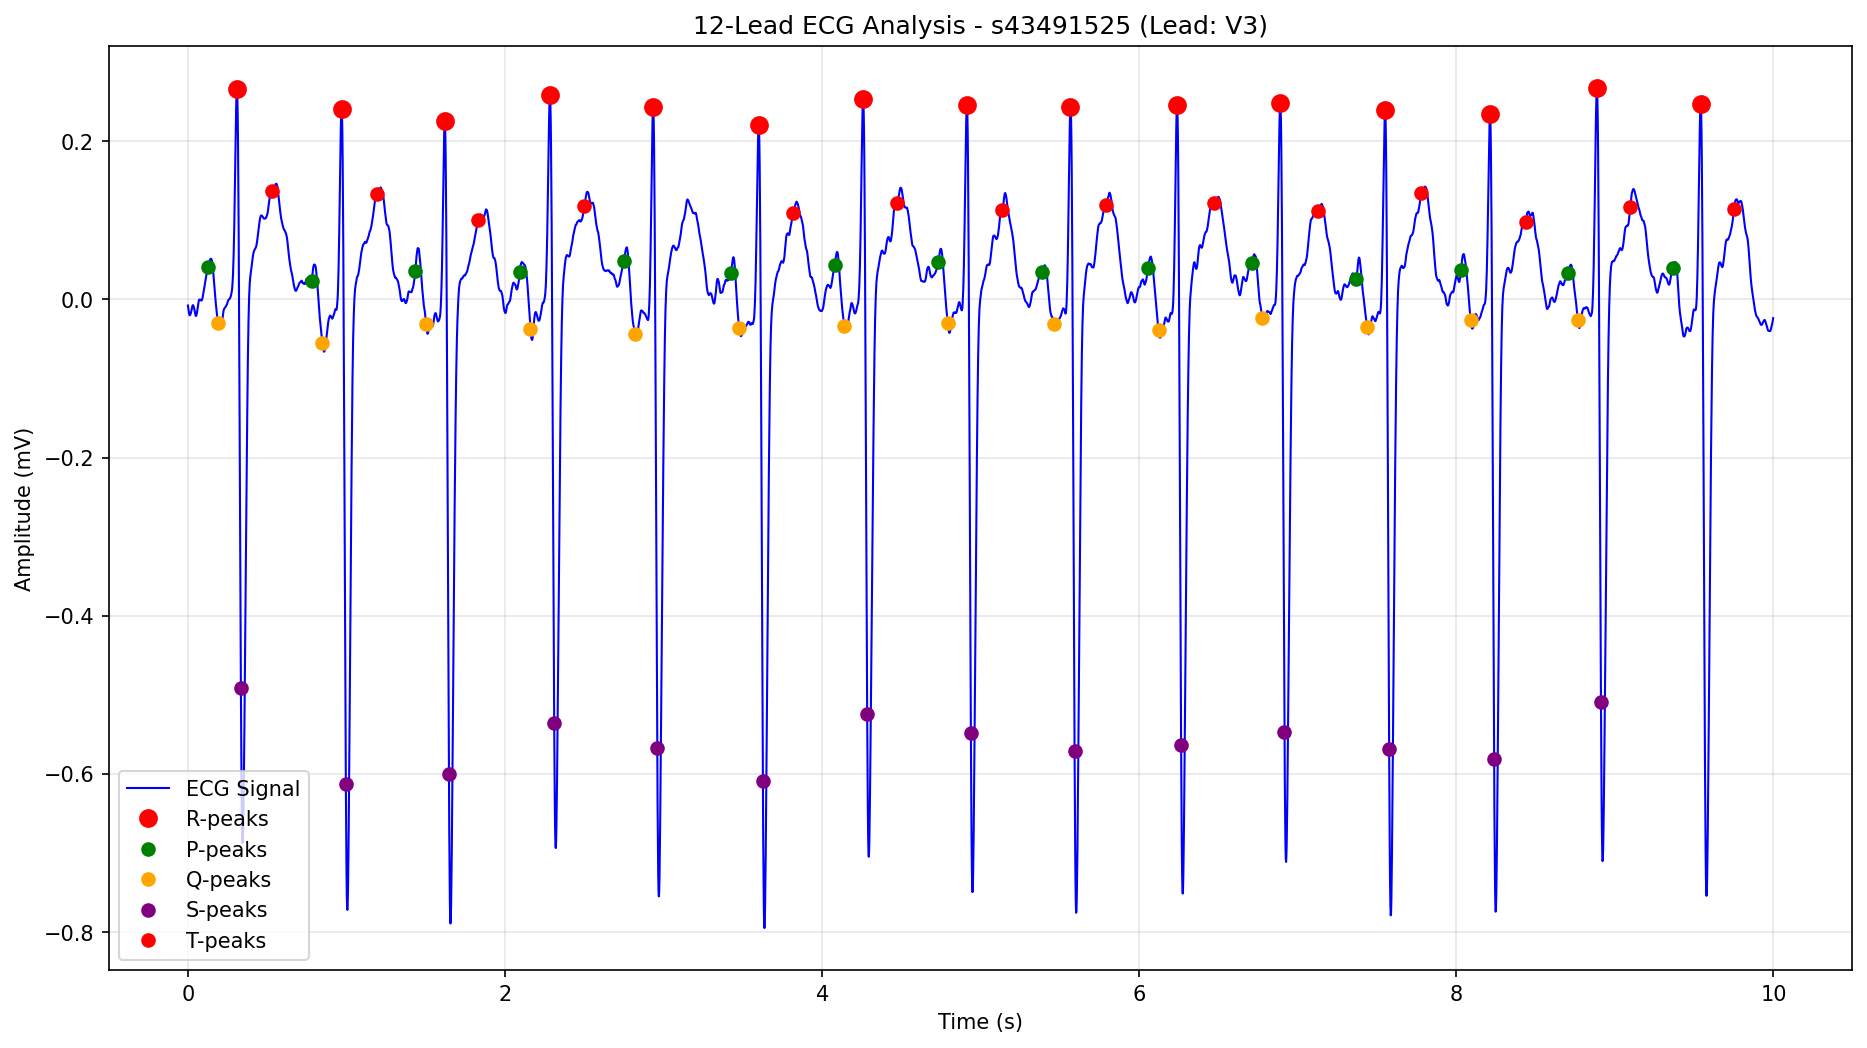 12-Lead ECG Analysis - s43491525 (Lead: V3)
Amplitude (mV)
0.2
0.0
−0.2
−0.4
−0.6
−0.8
ECG Signal
R-peaks
P-peaks
Q-peaks
S-peaks
T-peaks
0 2 4 6 8 10
Time (s)